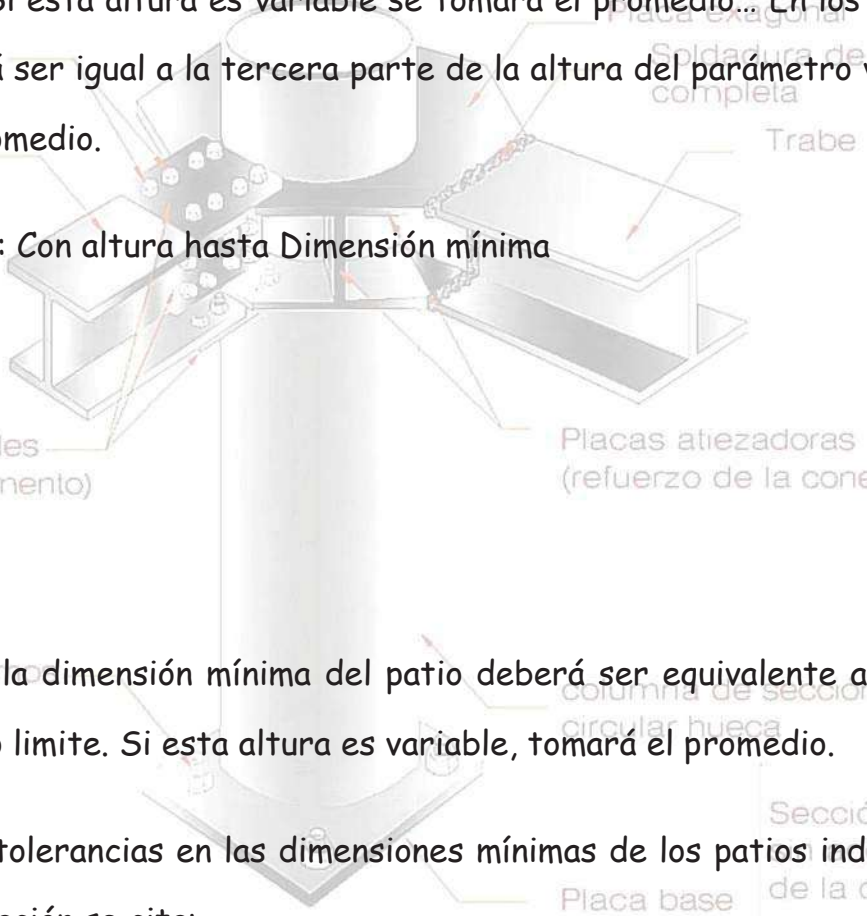 Si esta altura es variable se tomará el promedio... En los
Placa exagonal
ser igual a la tercera parte de la altura del parámetro
Soldadura de
completa
omedio.
Trabe
: Con altura hasta Dimensión mínima
les
nento)
Placas atiezadoras
(refuerzo de la cone
la dimensión mínima del patio deberá ser equivalente a
columna de sección
circular hueca
limite. Si esta altura es variable, tomará el promedio.
Secció
tolerancias en las dimensiones mínimas de los patios ind
Placa base
de la